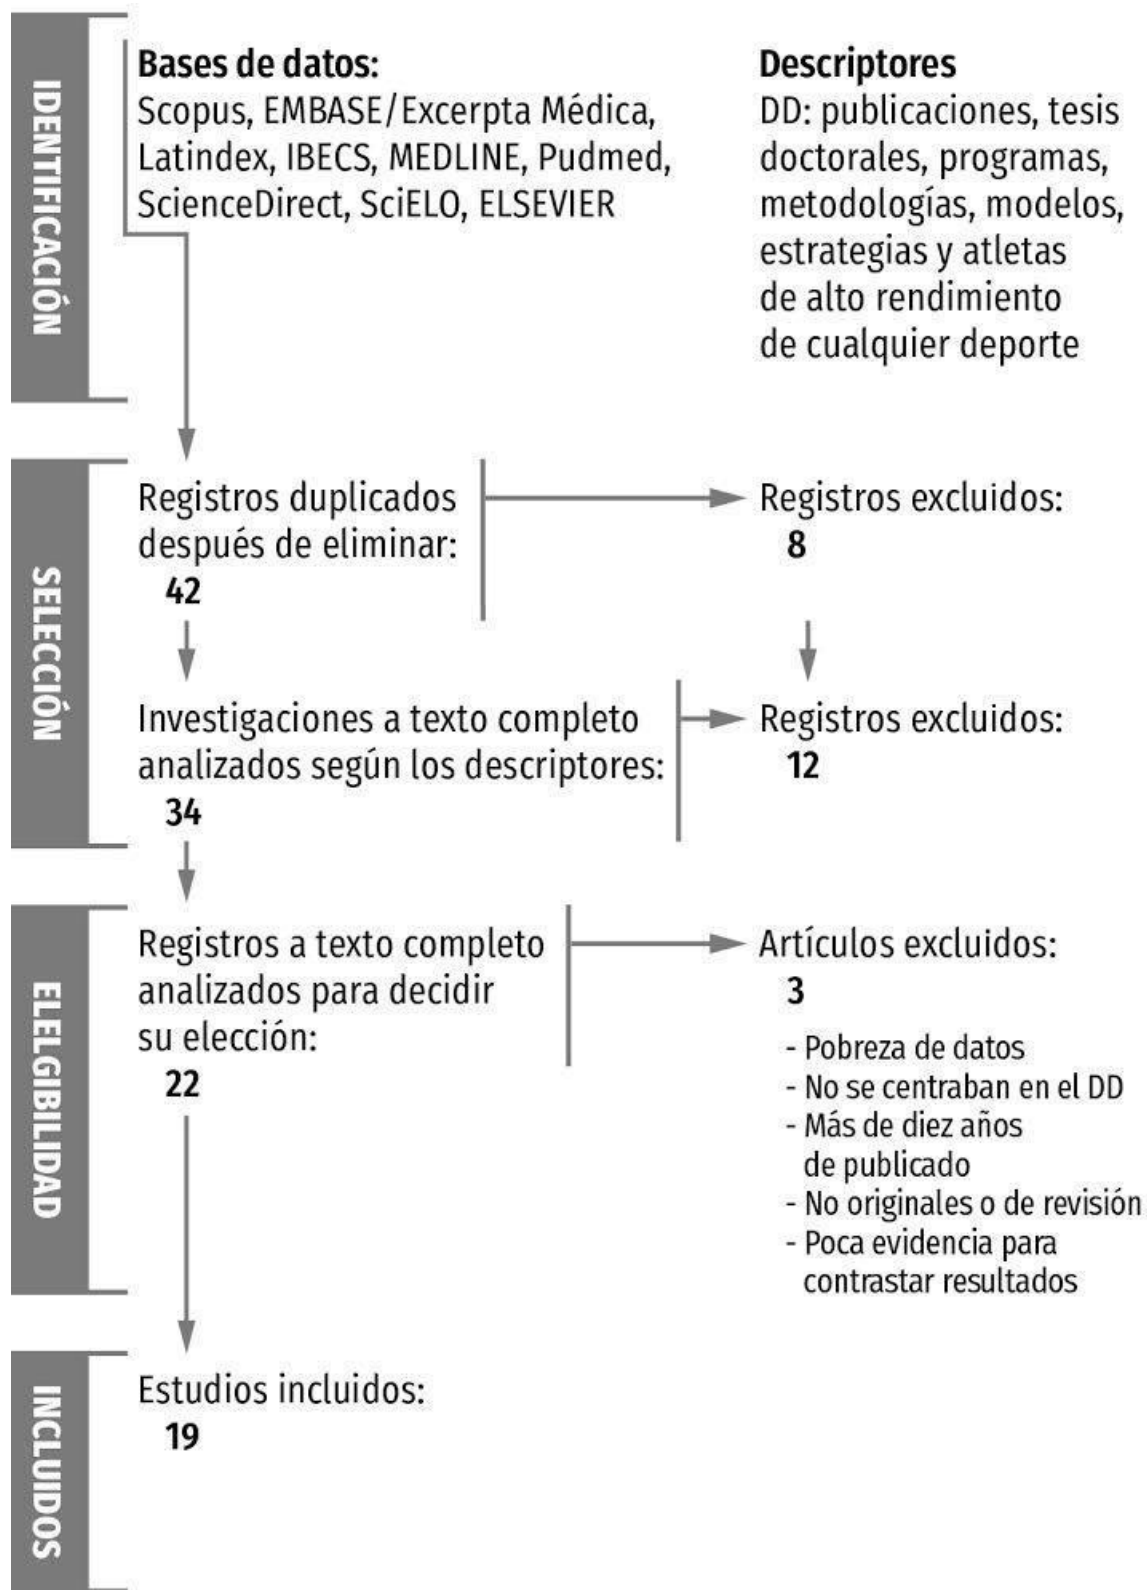 IDENTIFICACIÓN
Bases de datos:
Scopus, EMBASE/Excerpta Médica,
Latindex, IBECS, MEDLINE, Pudmed,
ScienceDirect, SciELO, ELSEVIER
Descriptores
DD: publicaciones, tesis
doctorales, programas,
metodologías, modelos,
estrategias y atletas
de alto rendimiento
de cualquier deporte
SELECCIÓN
Registros duplicados
después de eliminar:
42
Registros excluidos:
8
Investigaciones a texto completo
analizados según los descriptores:
34
Registros excluidos:
12
ELELGIBILIDAD
Registros a texto completo
analizados para decidir
su elección:
22
Artículos excluidos:
3
- Pobreza de datos
- No se centraban en el DD
- Más de diez años
de publicado
- No originales o de revisión
- Poca evidencia para
contrastar resultados
INCLUIDOS
Estudios incluidos:
19